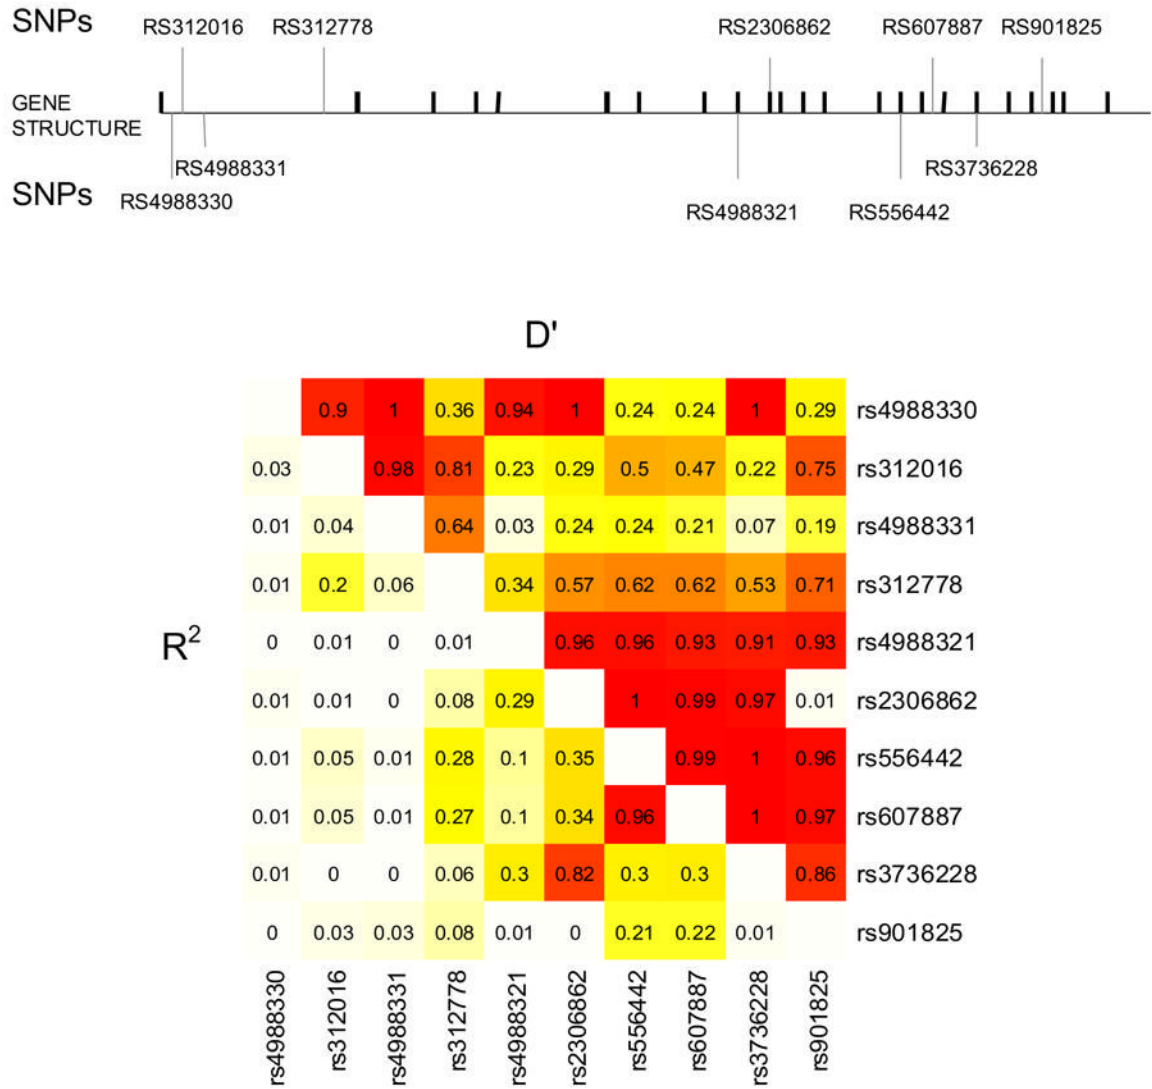 SNPs
RS312016 RS312778 RS2306862 RS607887 RS901825
GENE
STRUCTURE
RS4988331 RS3736228
SNPs RS4988330 RS4988321 RS556442
D'
0.9 1 0.36 0.94 1 0.24 0.24 1 0.29 rs4988330
0.03 0.98 0.81 0.23 0.29 0.5 0.47 0.22 0.75 rs312016
0.01 0.04 0.64 0.03 0.24 0.24 0.21 0.07 0.19 rs4988331
0.01 0.2 0.06 0.34 0.57 0.62 0.62 0.53 0.71 rs312778
R2
0 0.01 0 0.01 0.96 0.96 0.93 0.91 0.93 rs4988321
0.01 0.01 0 0.08 0.29 1 0.99 0.97 0.01 rs2306862
0.01 0.05 0.01 0.28 0.1 0.35 0.99 1 0.96 rs556442
0.01 0.05 0.01 0.27 0.1 0.34 0.96 1 0.97 rs607887
0.01 0 0 0.06 0.3 0.82 0.3 0.3 0.86 rs3736228
0 0.03 0.03 0.08 0.01 0 0.21 0.22 0.01 rs901825
rs4988330 rs312016 rs4988331 rs312778 rs4988321 rs2306862 rs556442 rs607887 rs3736228 rs901825